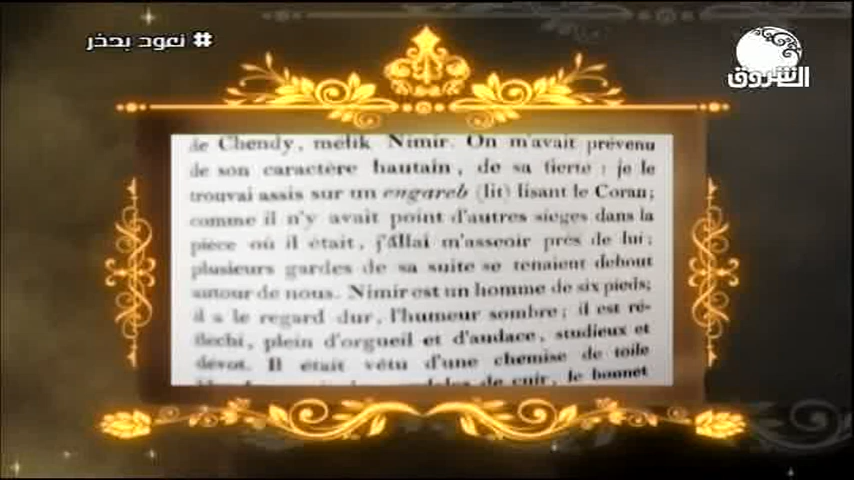 # نعود بحذر
الشروق
de Chendy, mélik Nimir. On m'avait prévenu
de son caractère hautain, de sa fierté; je le
trouvai assis sur un engareb (lit) lisant le Coran;
comme il n'y avait point d'autres sièges dans la
pièce où il était, j'allai m'asseoir près de lui;
plusieurs gardes de sa suite se tenaient debout
autour de nous. Nimir est un homme de six pieds;
il a le regard dur, l'humeur sombre; il est ré-
fléchi, plein d'orgueil et d'audace, studieux et
dévot. Il était vêtu d'une chemise de toile
de cuir, le bonnet